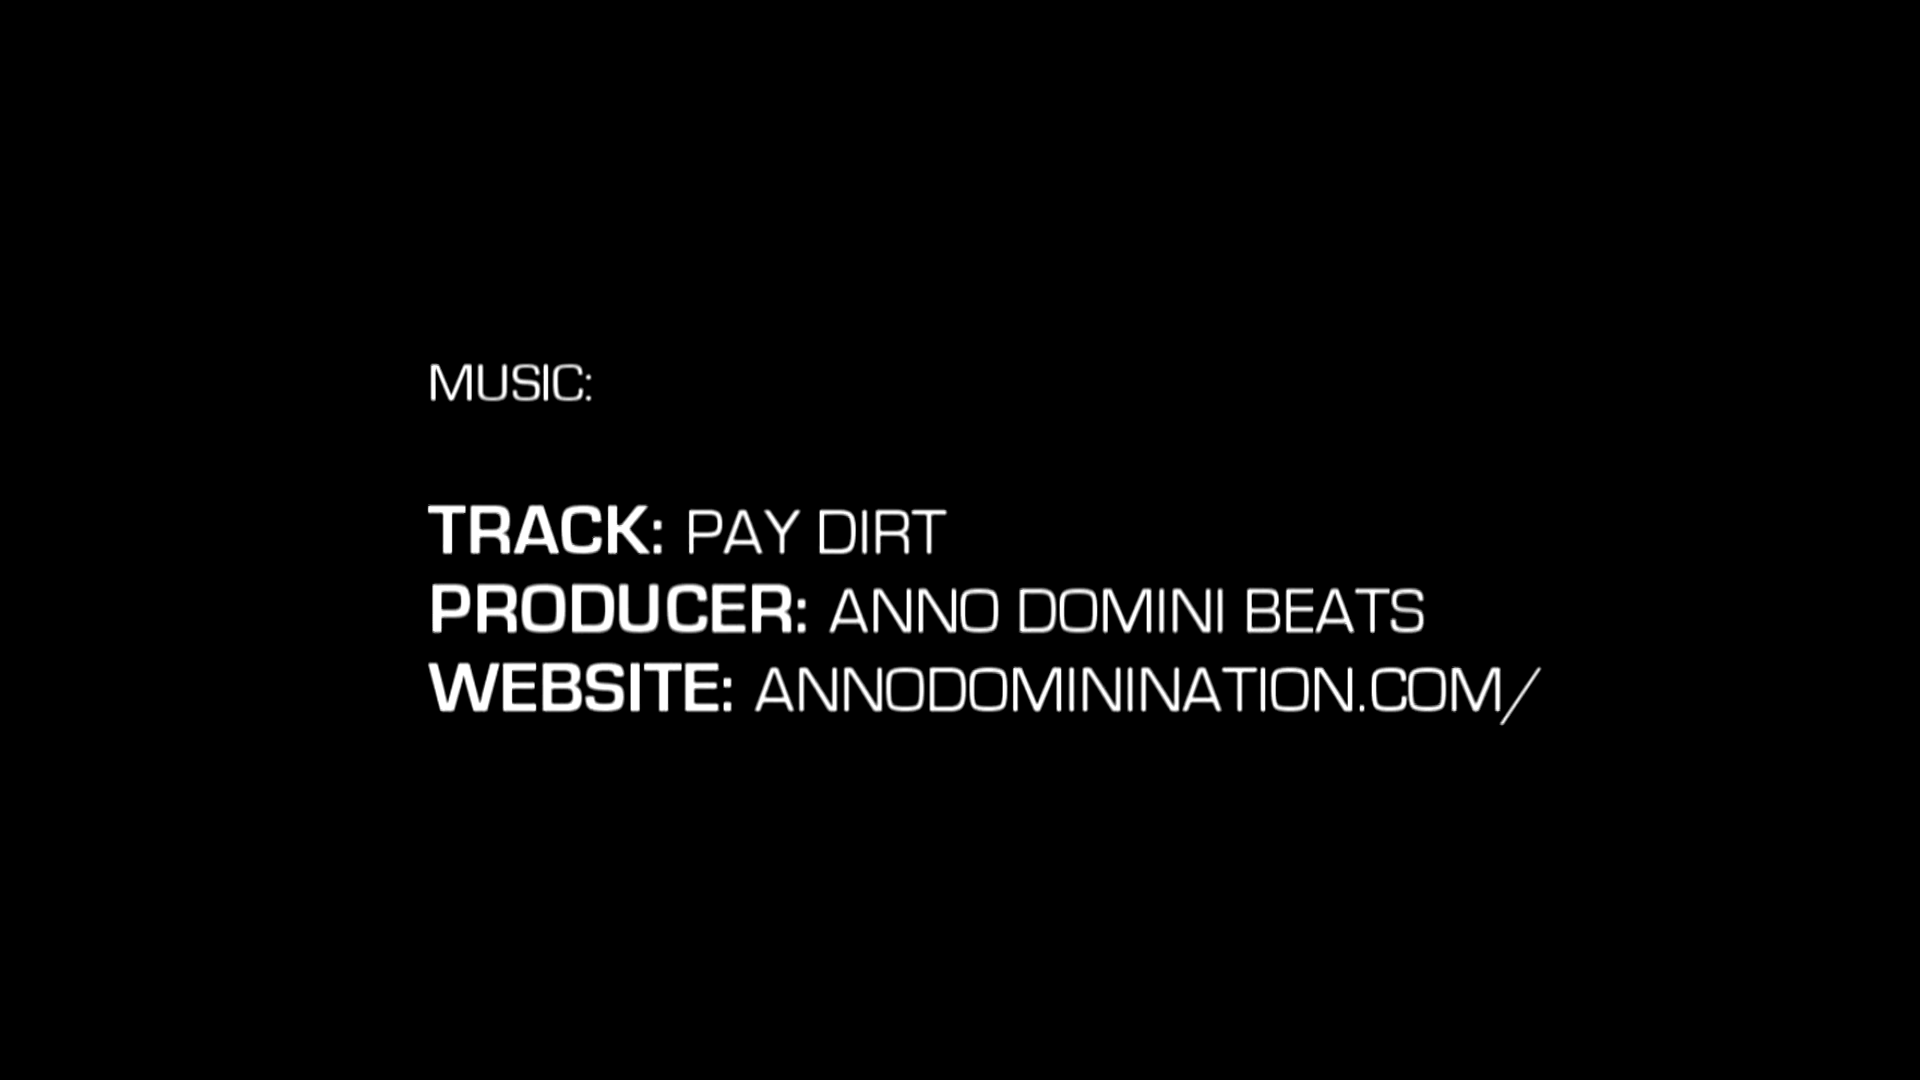 MUSIC:
TRACK: PAY DIRT
PRODUCER: ANNO DOMINI BEATS
WEBSITE: ANNODOMININATION.COM/